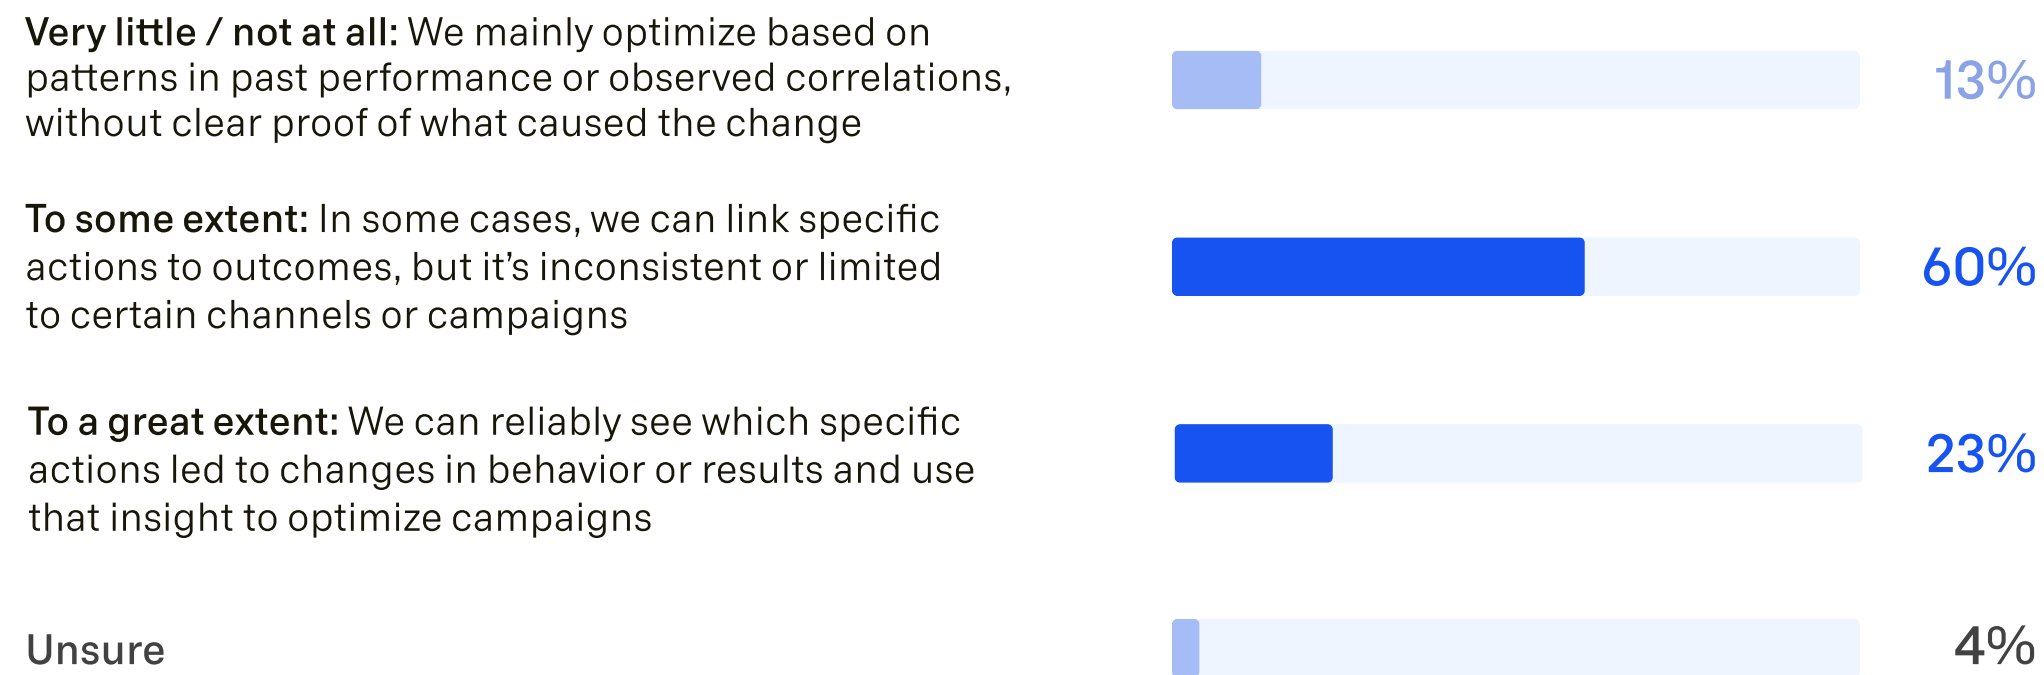 Very little / not at all: We mainly optimize based on
patterns in past performance or observed correlations,
without clear proof of what caused the change
13%
To some extent: In some cases, we can link specific
actions to outcomes, but it’s inconsistent or limited
to certain channels or campaigns
60%
To a great extent: We can reliably see which specific
actions led to changes in behavior or results and use
that insight to optimize campaigns
23%
Unsure
4%